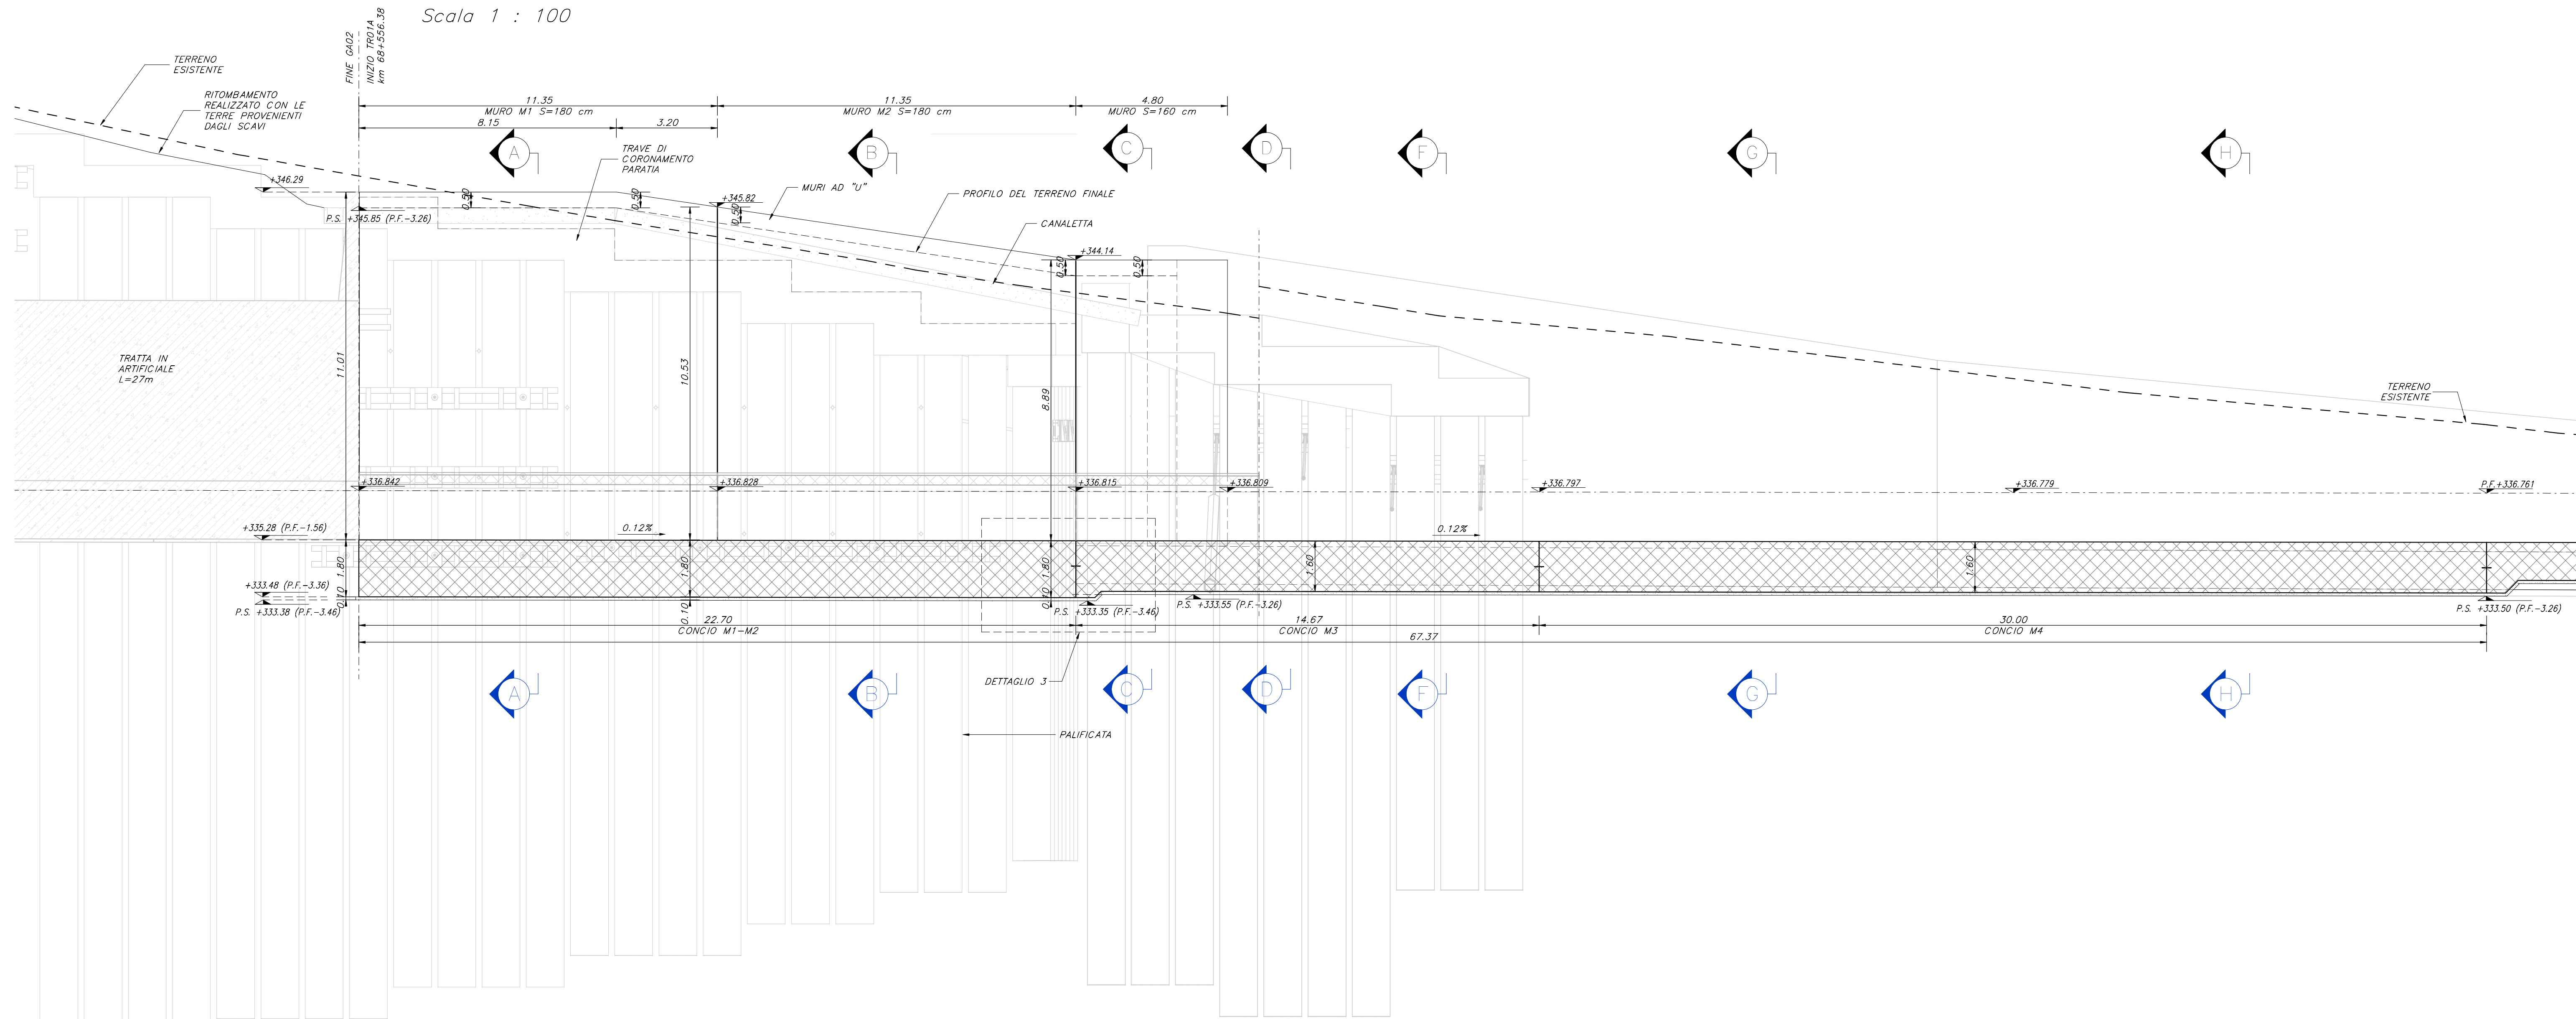 Scala 1 : 100
FINE GA02
INIZIO TR01A
km 68+556.38
TERRENO
ESISTENTE
RITOMBAMENTO
REALIZZATO CON LE
TERRE PROVENIENTI
DAGLI SCAVI
11.35
MURO M1 S=180 cm
11.35
MURO M2 S=180 cm
4.80
MURO S=160 cm
8.15
3.20
A
B
C
D
F
G
H
TRAVE DI
CORONAMENTO
PARATIA
MURI AD "U"
PROFILO DEL TERRENO FINALE
CANALETTA
+346.29
0.50
0.50
+345.82
0.50
P.S. +345.85 (P.F.-3.26)
+344.14
0.50
0.50
TRATTA IN
ARTIFICIALE
L=27m
11.01
10.53
8.89
TERRENO
ESISTENTE
+336.842
+336.828
+336.815
+336.809
+336.797
+336.779
P.F.+336.761
+335.28 (P.F.-1.56)
0.12%
0.12%
1.80
1.80
1.80
1.60
1.60
+333.48 (P.F.-3.36)
0.10
0.10
0.10
P.S. +333.38 (P.F.-3.46)
P.S. +333.35 (P.F.-3.46)
P.S. +333.55 (P.F.-3.26)
P.S. +333.50 (P.F.-3.26)
22.70
CONCIO M1-M2
14.67
CONCIO M3
30.00
CONCIO M4
67.37
DETTAGLIO 3
A
B
C
D
F
G
H
PALIFICATA